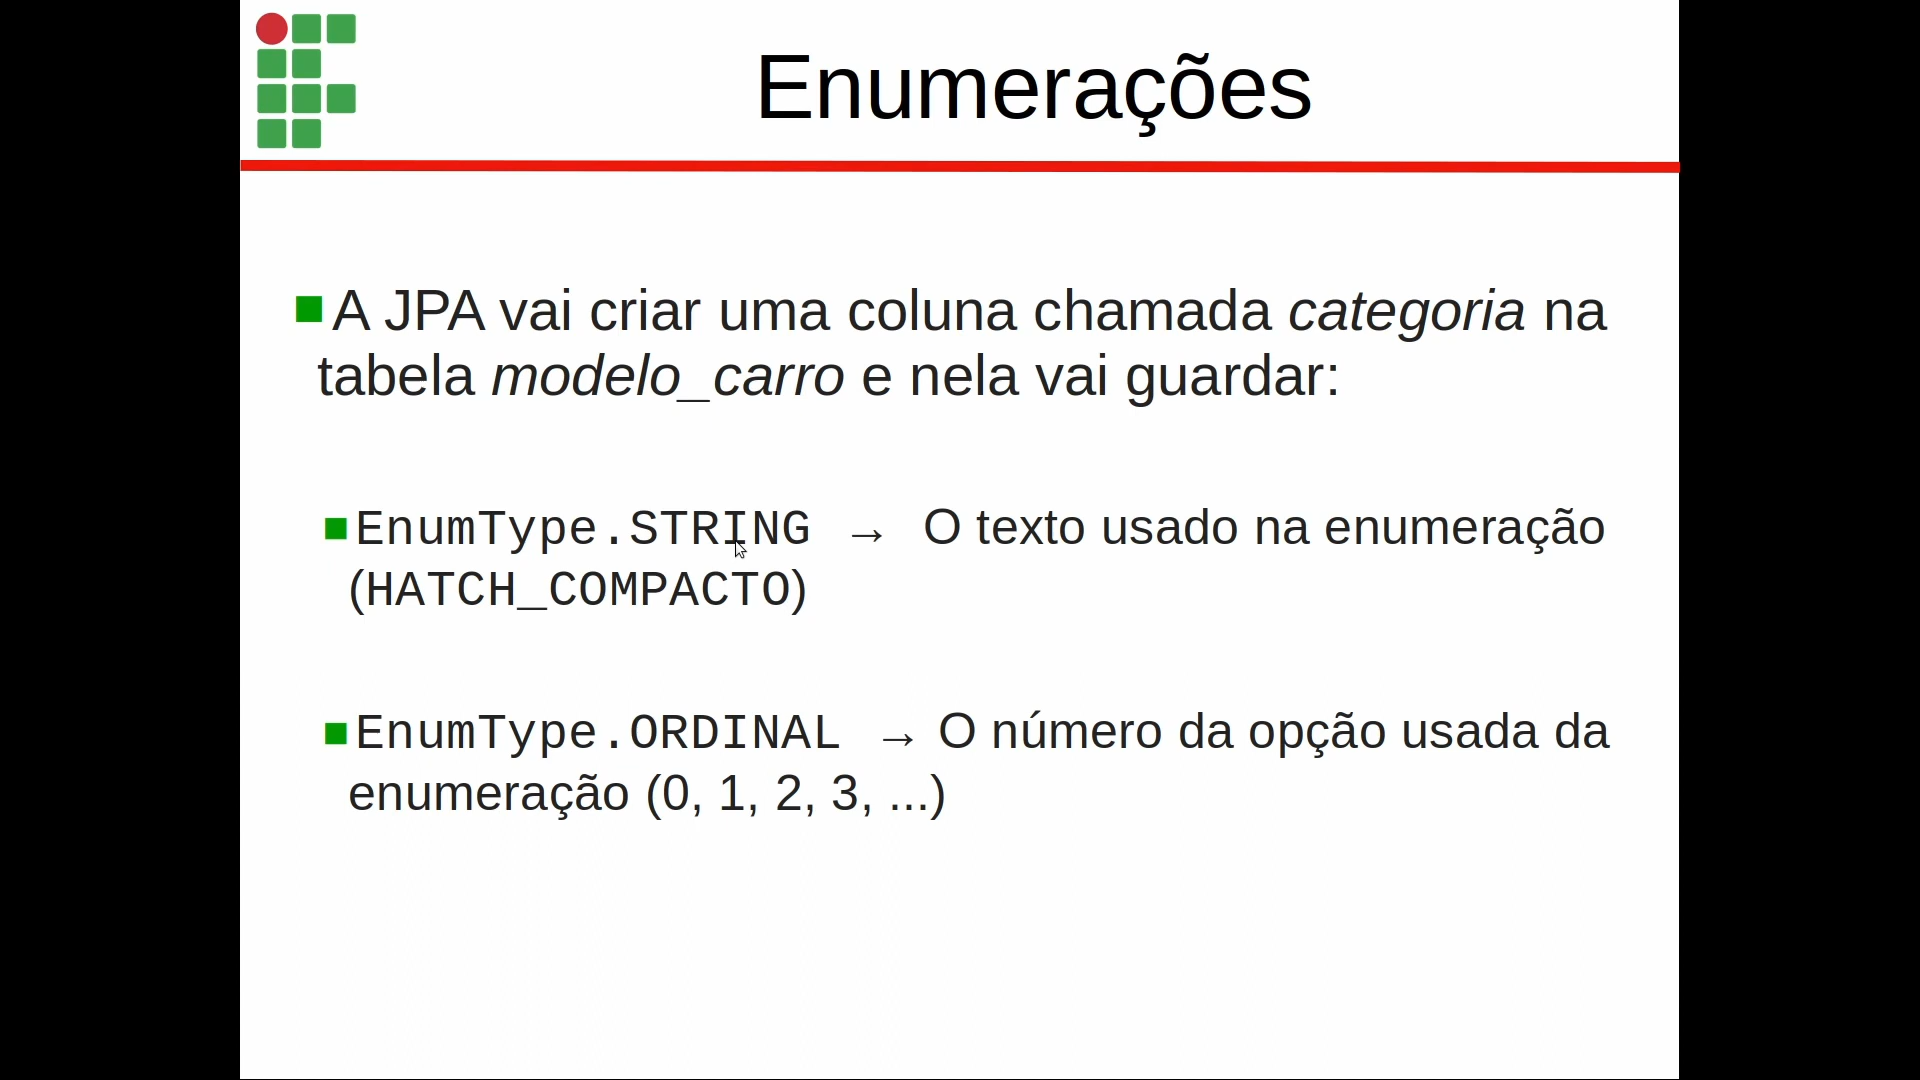 Enumerações
A JPA vai criar uma coluna chamada categoria na
tabela modelo_carro e nela vai guardar:
EnumType.STRING → O texto usado na enumeração
(HATCH_COMPACTO)
EnumType.ORDINAL → O número da opção usada da
enumeração (0, 1, 2, 3, ...)